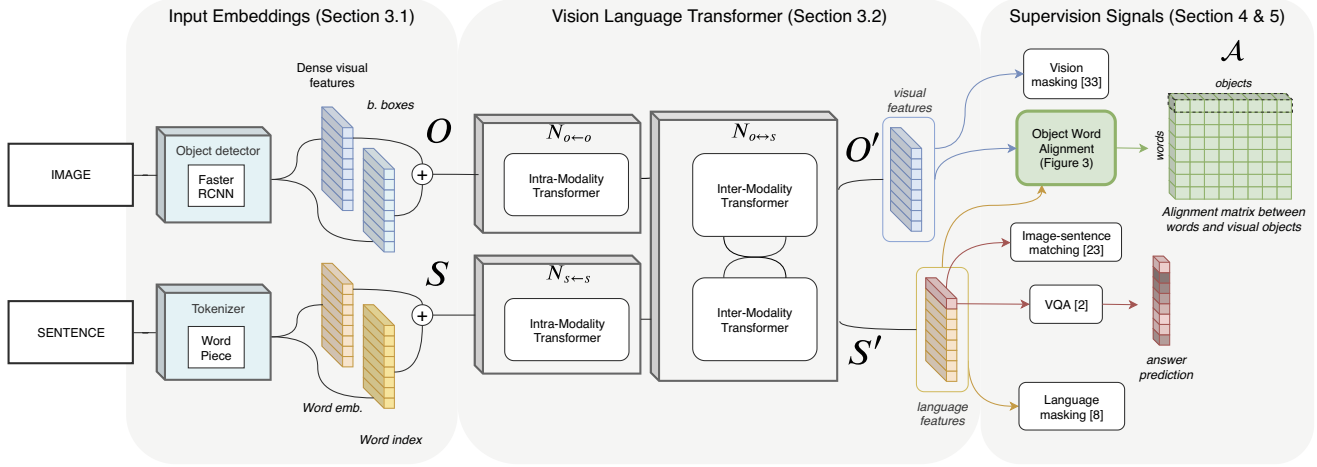 Input Embeddings (Section 3.1)
Vision Language Transformer (Section 3.2)
Supervision Signals (Section 4 & 5)
IMAGE
Object detector
Faster
RCNN
Dense visual
features
b. boxes
O
N_{o←o}
Intra-Modality
Transformer
N_{o↔s}
Inter-Modality
Transformer
O′
visual
features
Vision
masking [33]
Object Word
Alignment
(Figure 3)
𝒜
objects
words
Alignment matrix between
words and visual objects
SENTENCE
Tokenizer
Word
Piece
Word emb.
Word index
S
N_{s←s}
Intra-Modality
Transformer
Inter-Modality
Transformer
S′
language
features
Image-sentence
matching [23]
VQA [2]
answer
prediction
Language
masking [8]